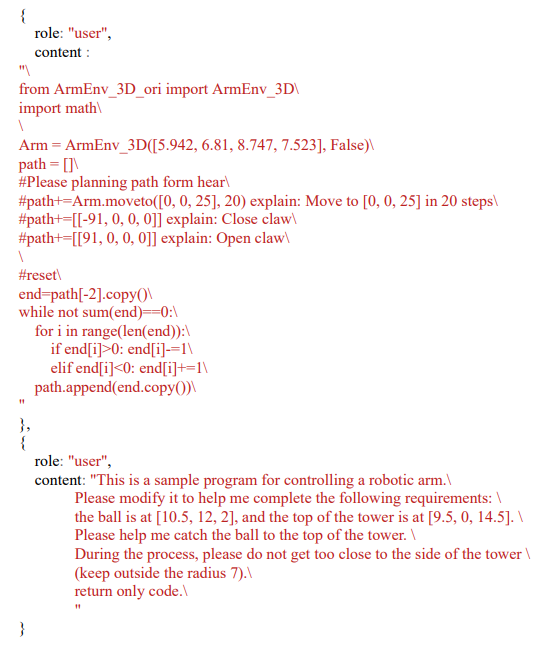 {
role: "user",
content :
"\
from ArmEnv_3D_ori import ArmEnv_3D\
import math\
\
Arm = ArmEnv_3D([5.942, 6.81, 8.747, 7.523], False)\
path = []\
#Please planning path form hear\
#path+=Arm.moveto([0, 0, 25], 20) explain: Move to [0, 0, 25] in 20 steps\
#path+=[[-91, 0, 0, 0]] explain: Close claw\
#path+=[[91, 0, 0, 0]] explain: Open claw\
\
#reset\
end=path[-2].copy()\
while not sum(end)==0:\
for i in range(len(end)):\
if end[i]>0: end[i]-=1\
elif end[i]<0: end[i]+=1\
path.append(end.copy())\
"
},
{
role: "user",
content: "This is a sample program for controlling a robotic arm.\
Please modify it to help me complete the following requirements: \
the ball is at [10.5, 12, 2], and the top of the tower is at [9.5, 0, 14.5]. \
Please help me catch the ball to the top of the tower. \
During the process, please do not get too close to the side of the tower \
(keep outside the radius 7).\
return only code.\
"
}